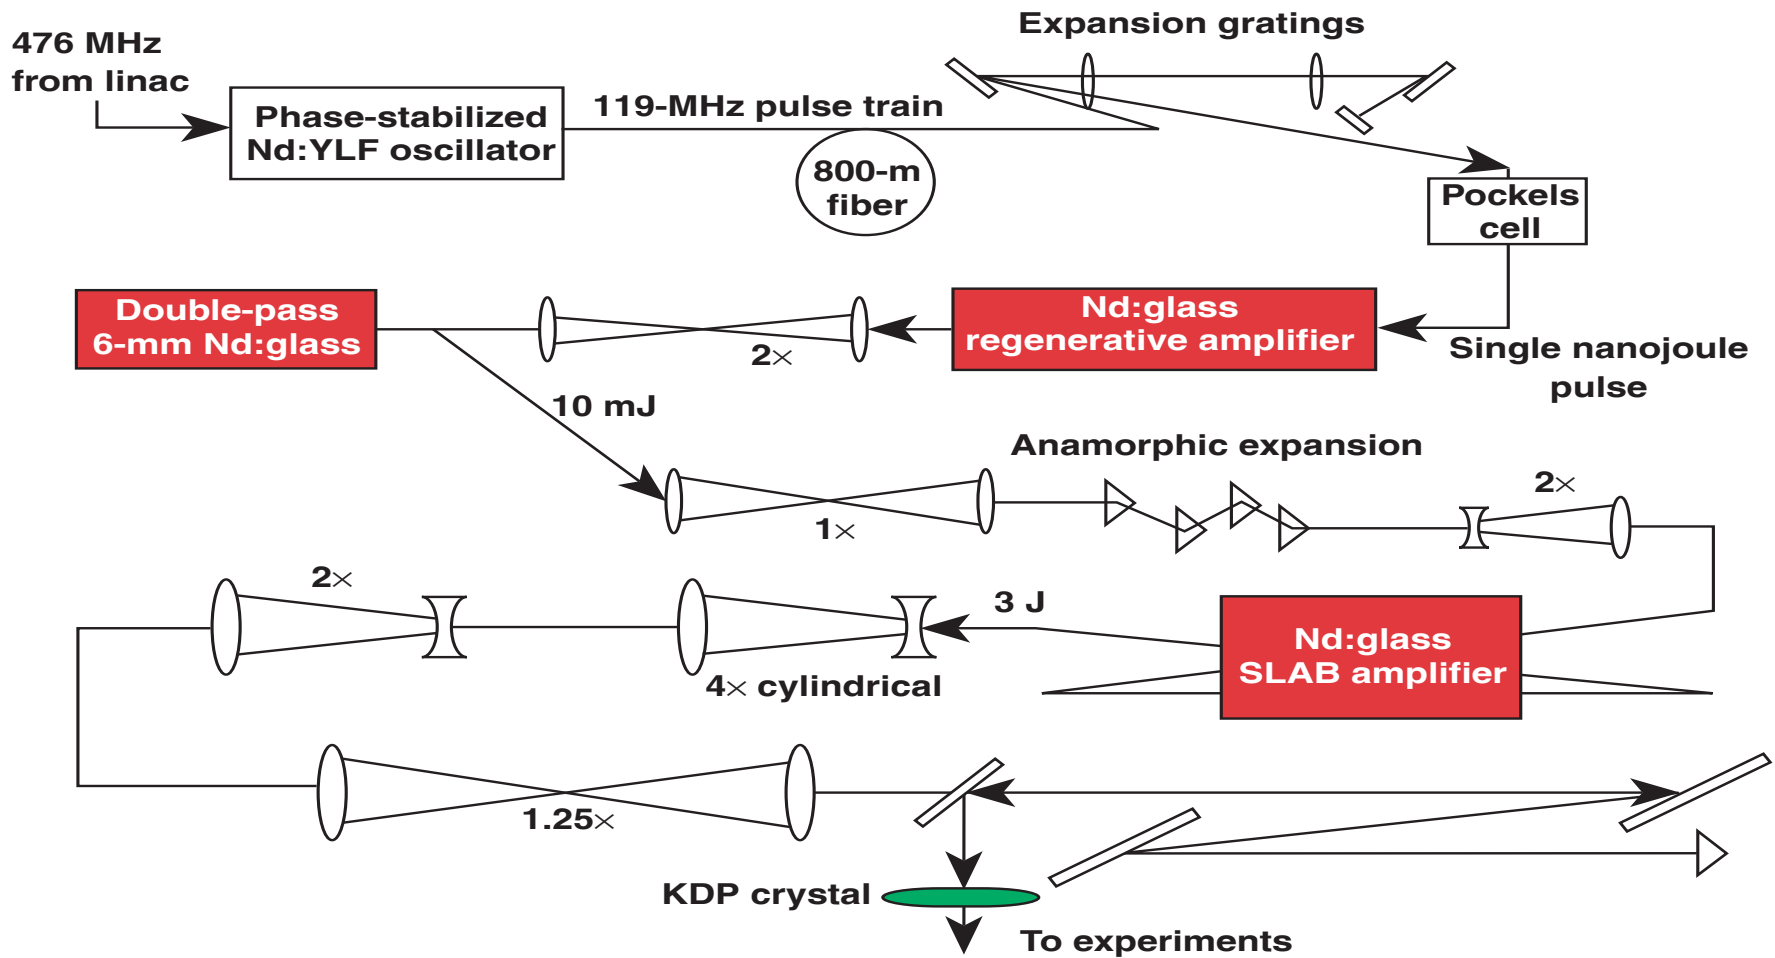 Expansion gratings
476 MHz
from linac
Phase-stabilized
Nd:YLF oscillator
119-MHz pulse train
800-m
fiber
Pockels
cell
Double-pass
6-mm Nd:glass
2×
Nd:glass
regenerative amplifier
Single nanojoule
pulse
10 mJ
1×
Anamorphic expansion
2×
2×
4× cylindrical
3 J
Nd:glass
SLAB amplifier
1.25×
KDP crystal
To experiments